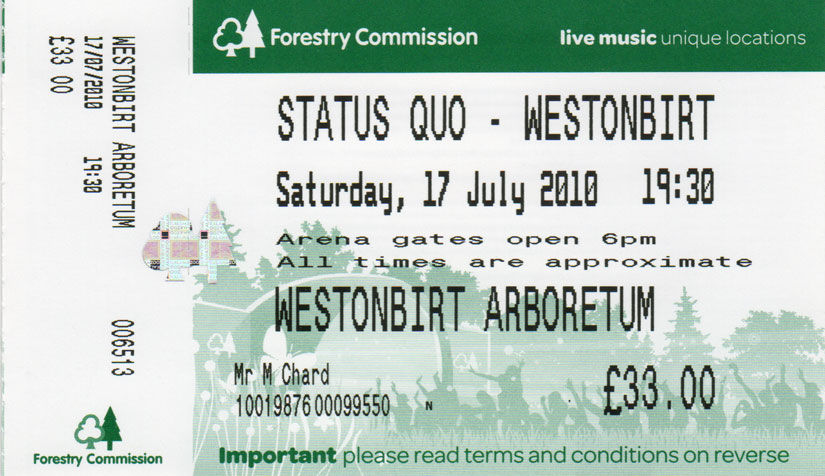 WESTONBIRT ARBORETUM 006513
17/07/2010 19:30
£33 00
Forestry Commission
Forestry Commission live music unique locations
STATUS QUO - WESTONBIRT
Saturday, 17 July 2010 19:30
Arena gates open 6pm
All times are approximate
WESTONBIRT ARBORETUM
Mr M Chard £33.00
10019876 00099550 N
Important please read terms and conditions on reverse